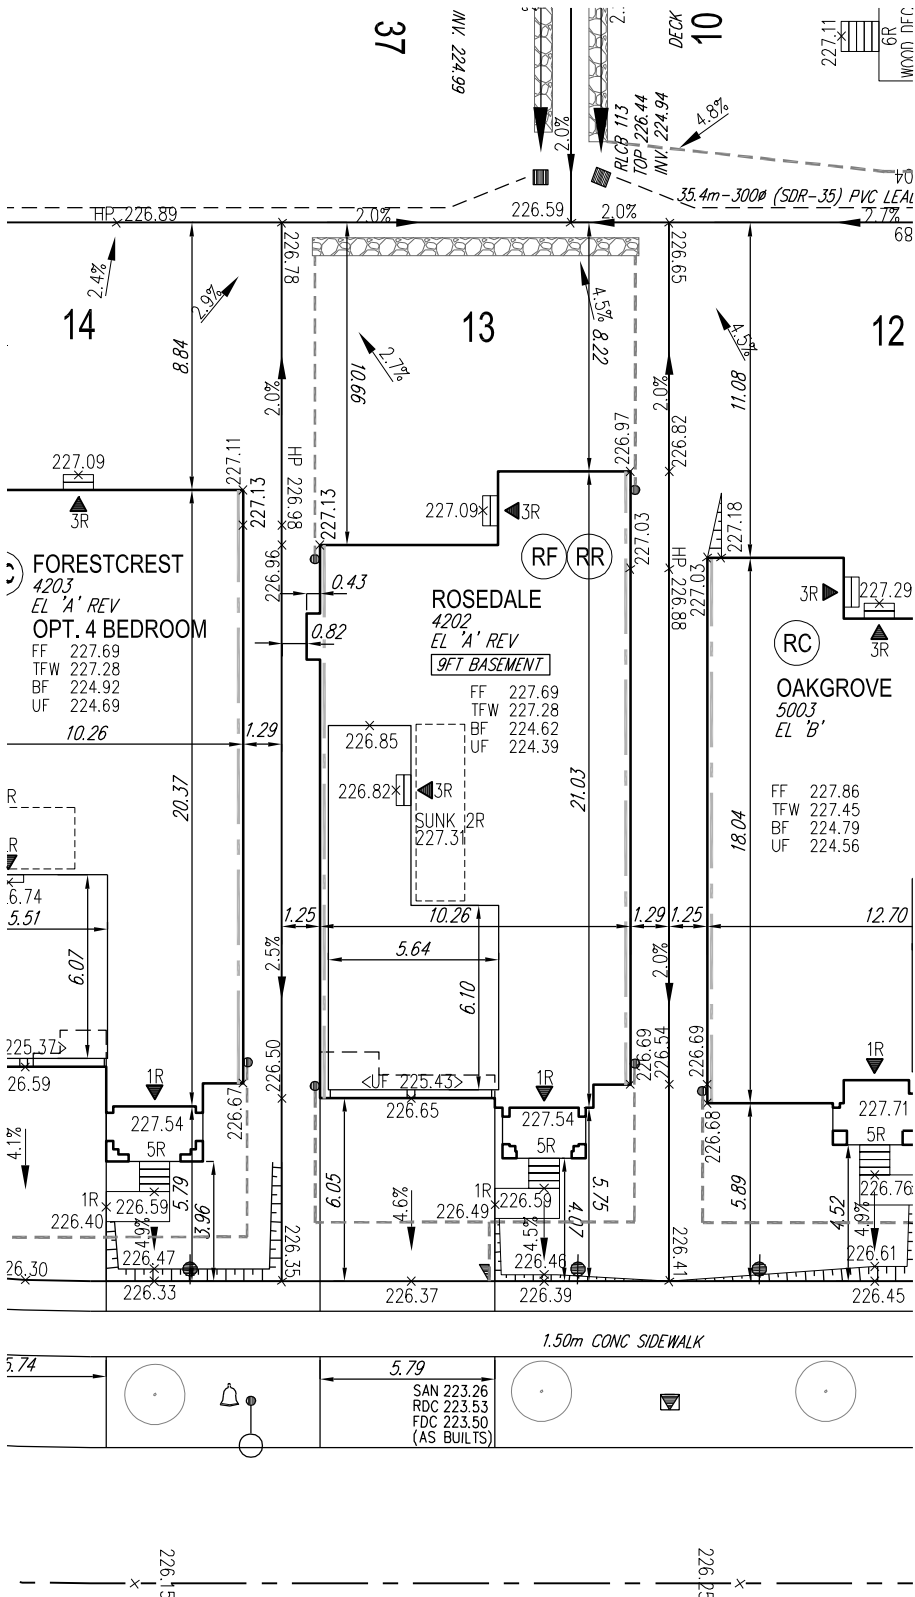 37
INV. 224.99
DECK
10
227.11
6R
WOOD DEC
2.0%
RLCB 113
TOP 226.44
INV. 224.94
4.8%
35.4m-300ø (SDR-35) PVC LEAD
HP 226.89
2.0%
226.59
2.0%
2.7%
226.78
226.65
2.4%
2.9%
14
13
12
8.84
10.66
2.7%
4.5%
8.22
4.5%
11.08
2.0%
2.0%
227.09
3R
227.11
227.13
HP 226.98
226.96
227.13
227.09
3R
226.97
226.82
227.03
HP 226.88
227.03
227.18
RF
RR
FORESTCREST
4203
EL 'A' REV
OPT. 4 BEDROOM
FF 227.69
TFW 227.28
BF 224.92
UF 224.69
0.43
0.82
ROSEDALE
4202
EL 'A' REV
9FT BASEMENT
FF 227.69
TFW 227.28
BF 224.62
UF 224.39
3R
227.29
3R
RC
OAKGROVE
5003
EL 'B'
FF 227.86
TFW 227.45
BF 224.79
UF 224.56
10.26
1.29
20.37
226.85
226.82
3R
SUNK 2R
227.31
21.03
18.04
5.51
6.07
1.25
10.26
1.29
1.25
12.70
5.64
6.10
2.5%
2.0%
225.37
226.50
226.67
1R
227.54
5R
UF 225.43
226.65
1R
227.54
5R
226.69
226.54
226.69
226.68
1R
227.71
5R
4.1%
1R
226.59
226.40
4.9%
5.79
3.96
226.47
226.33
226.35
6.05
4.6%
226.37
1R
226.59
226.49
4.5%
4.07
5.75
226.46
226.39
226.41
5.89
4.52
226.76
4.0%
226.61
226.45
1.50m CONC SIDEWALK
5.74
5.79
SAN 223.26
RDC 223.53
FDC 223.50
(AS BUILTS)
226.15
226.25